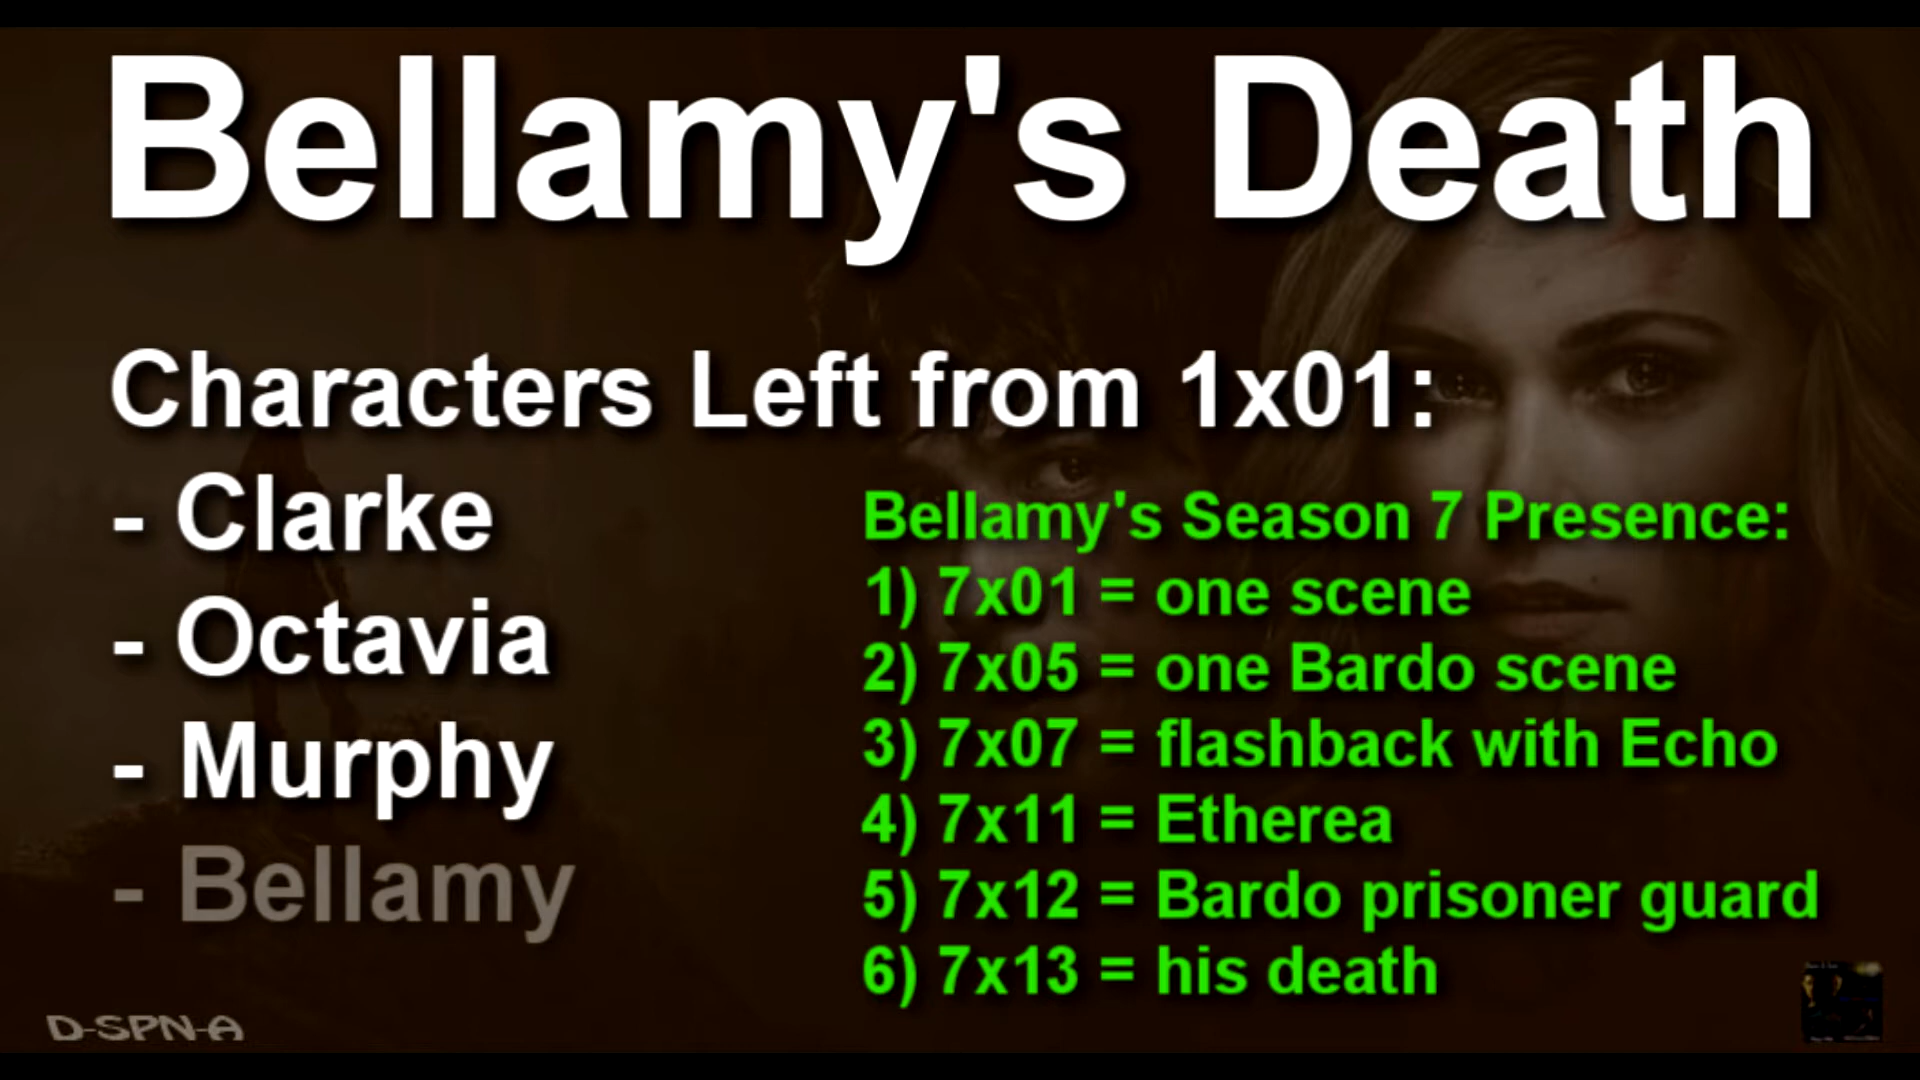 Bellamy's Death
Characters Left from 1x01:
- Clarke
- Octavia
- Murphy
- Bellamy
Bellamy's Season 7 Presence:
1) 7x01 = one scene
2) 7x05 = one Bardo scene
3) 7x07 = flashback with Echo
4) 7x11 = Etherea
5) 7x12 = Bardo prisoner guard
6) 7x13 = his death
D-SPN-A